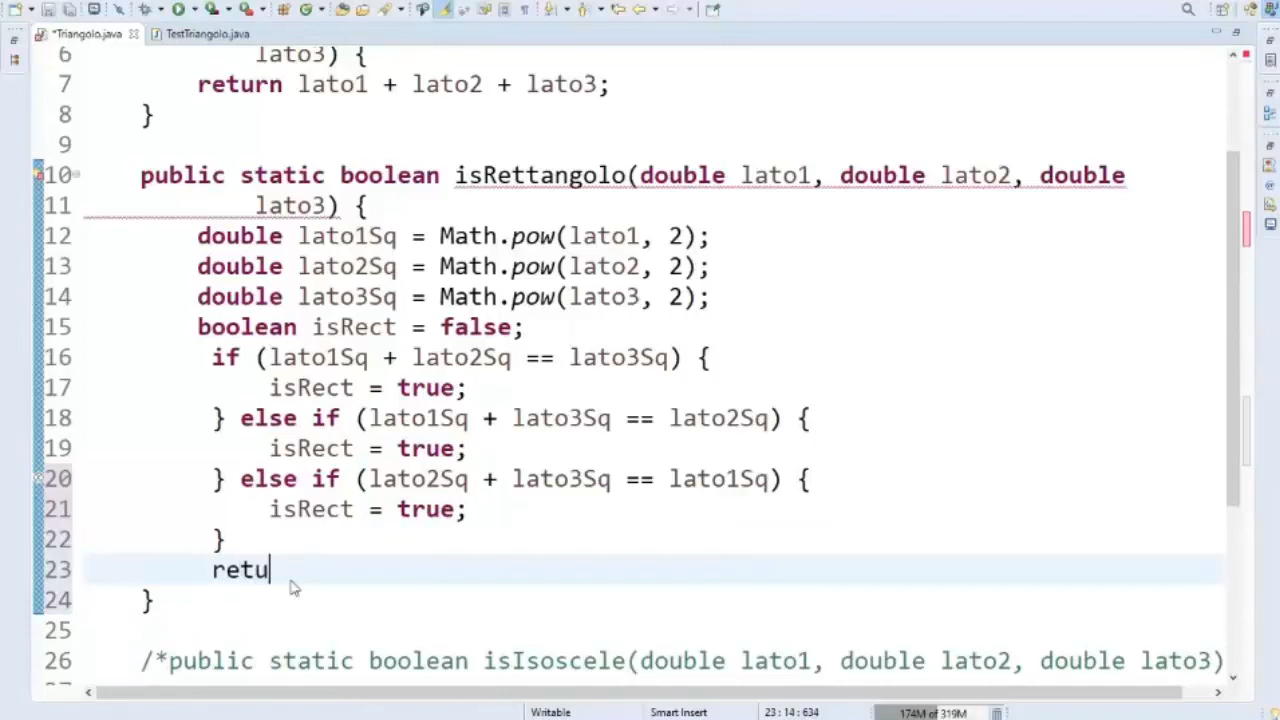 *Triangolo.java
TestTriangolo.java
6 lato3) {
7 return lato1 + lato2 + lato3;
8 }
9
10 public static boolean isRettangolo(double lato1, double lato2, double
11 lato3) {
12 double lato1Sq = Math.pow(lato1, 2);
13 double lato2Sq = Math.pow(lato2, 2);
14 double lato3Sq = Math.pow(lato3, 2);
15 boolean isRect = false;
16 if (lato1Sq + lato2Sq == lato3Sq) {
17 isRect = true;
18 } else if (lato1Sq + lato3Sq == lato2Sq) {
19 isRect = true;
20 } else if (lato2Sq + lato3Sq == lato1Sq) {
21 isRect = true;
22 }
23 retu
24 }
25
26 /*public static boolean isIsoscele(double lato1, double lato2, double lato3)
Writable
Smart Insert
23 : 14 : 634
174M of 319M